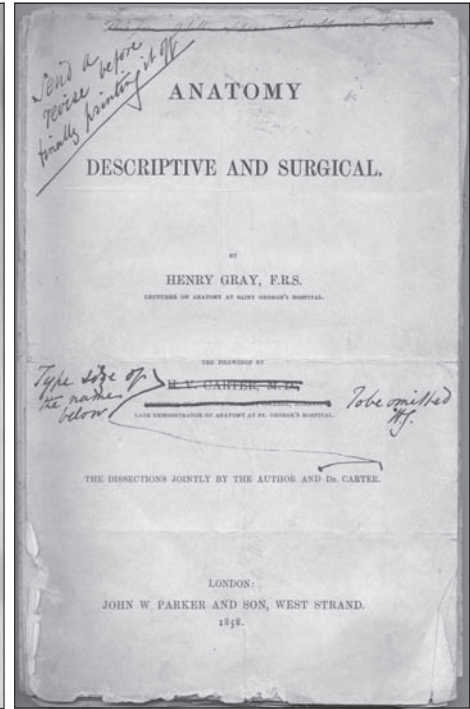 Send a
revise before
finally printing it off
ANATOMY
DESCRIPTIVE AND SURGICAL.
BY
HENRY GRAY, F.R.S.
LECTURER ON ANATOMY AT SAINT GEORGE'S HOSPITAL.
THE DRAWINGS BY
H. V. CARTER, M.D.,
Type size of
the names
below
To be omitted
H.G.
LATE DEMONSTRATOR OF ANATOMY AT ST. GEORGE'S HOSPITAL.
THE DISSECTIONS JOINTLY BY THE AUTHOR AND DR. CARTER.
LONDON:
JOHN W. PARKER AND SON, WEST STRAND.
1858.